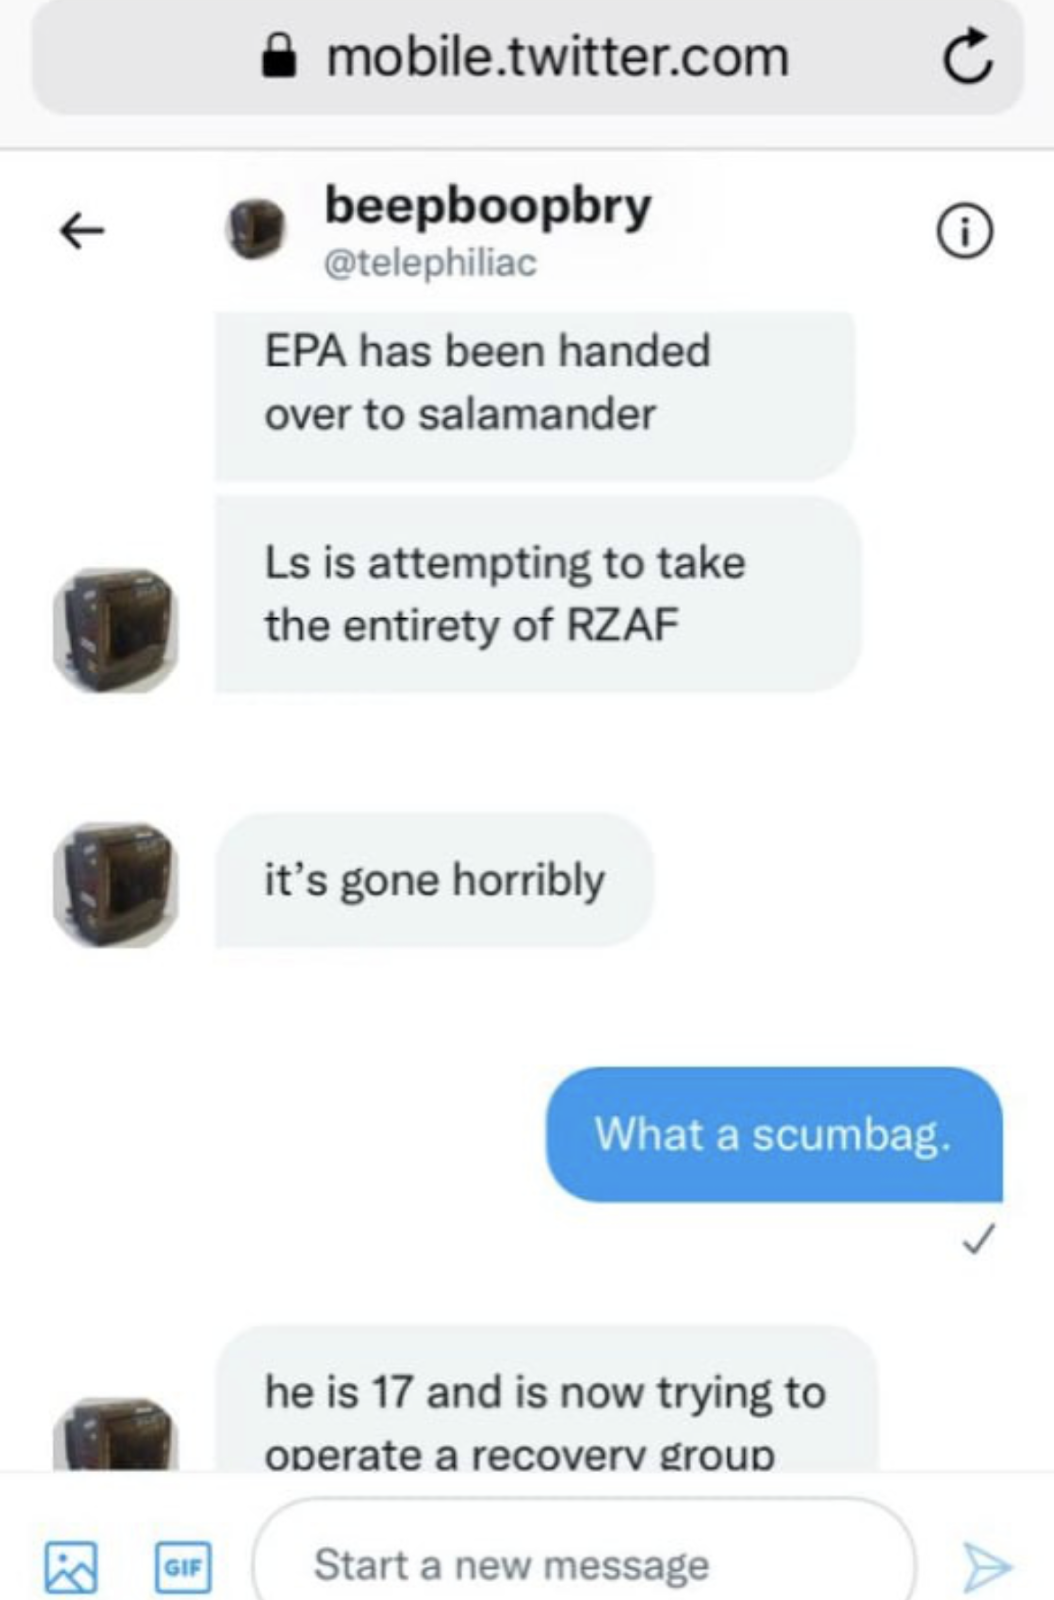 mobile.twitter.com
beepboopbry
@telephiliac
EPA has been handed
over to salamander
Ls is attempting to take
the entirety of RZAF
it’s gone horribly
What a scumbag.
he is 17 and is now trying to
operate a recovery group
GIF
Start a new message